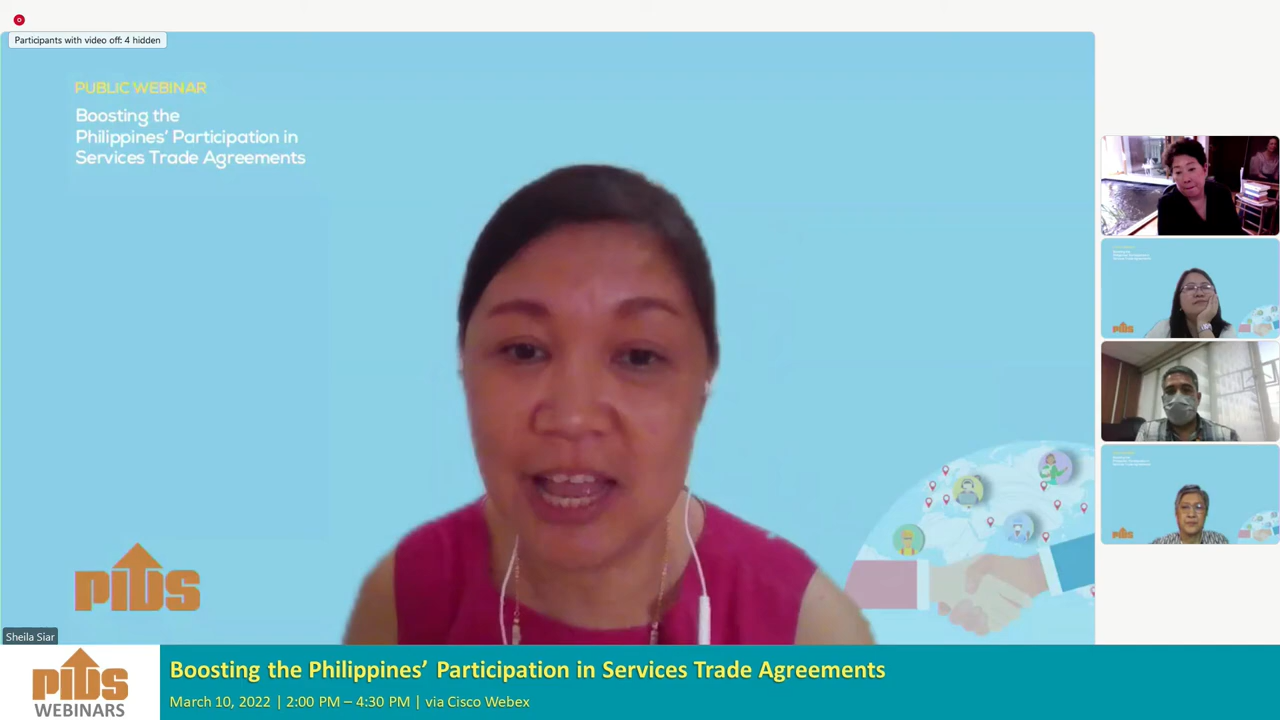 Participants with video off: 4 hidden
PUBLIC WEBINAR
Boosting the
Philippines' Participation in
Services Trade Agreements
PIDS
Sheila Siar
PIDS
WEBINARS
Boosting the Philippines' Participation in Services Trade Agreements
March 10, 2022 | 2:00 PM – 4:30 PM | via Cisco Webex
PIDS
PIDS